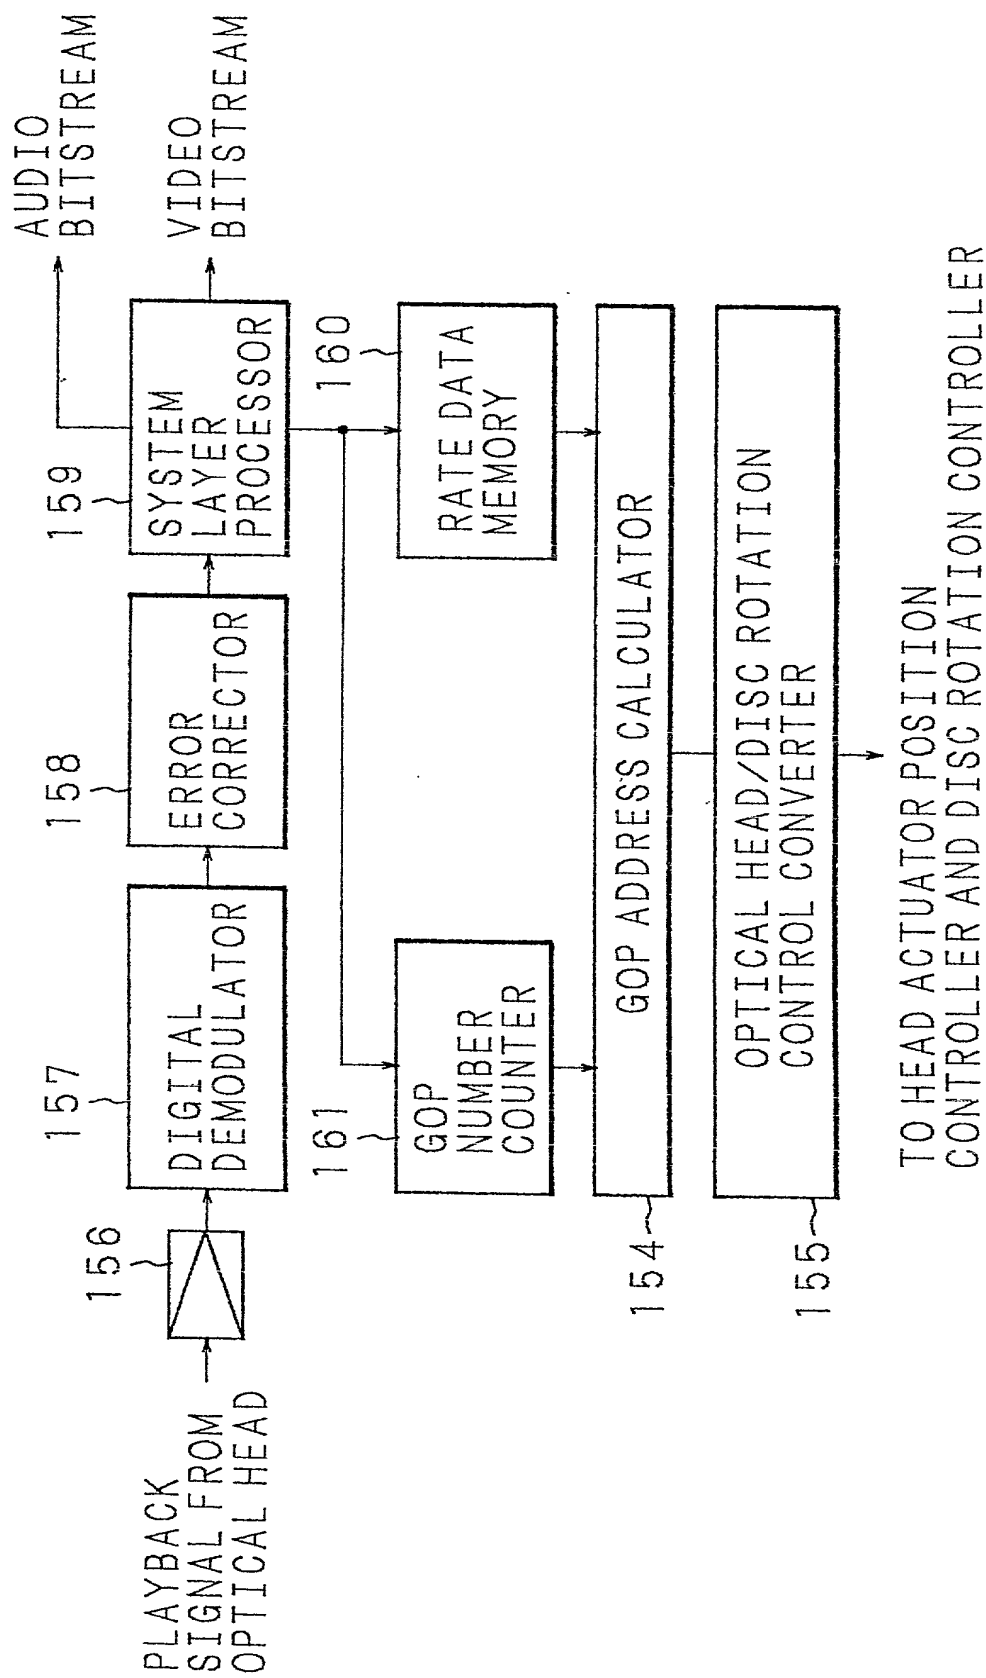 PLAYBACK
SIGNAL FROM
OPTICAL HEAD
156
157
DIGITAL
DEMODULATOR
158
ERROR
CORRECTOR
159
SYSTEM
LAYER
PROCESSOR
AUDIO
BITSTREAM
VIDEO
BITSTREAM
161
GOP
NUMBER
COUNTER
160
RATE DATA
MEMORY
154
GOP ADDRESS CALCULATOR
155
OPTICAL HEAD/DISC ROTATION
CONTROL CONVERTER
TO HEAD ACTUATOR POSITION
CONTROLLER AND DISC ROTATION CONTROLLER